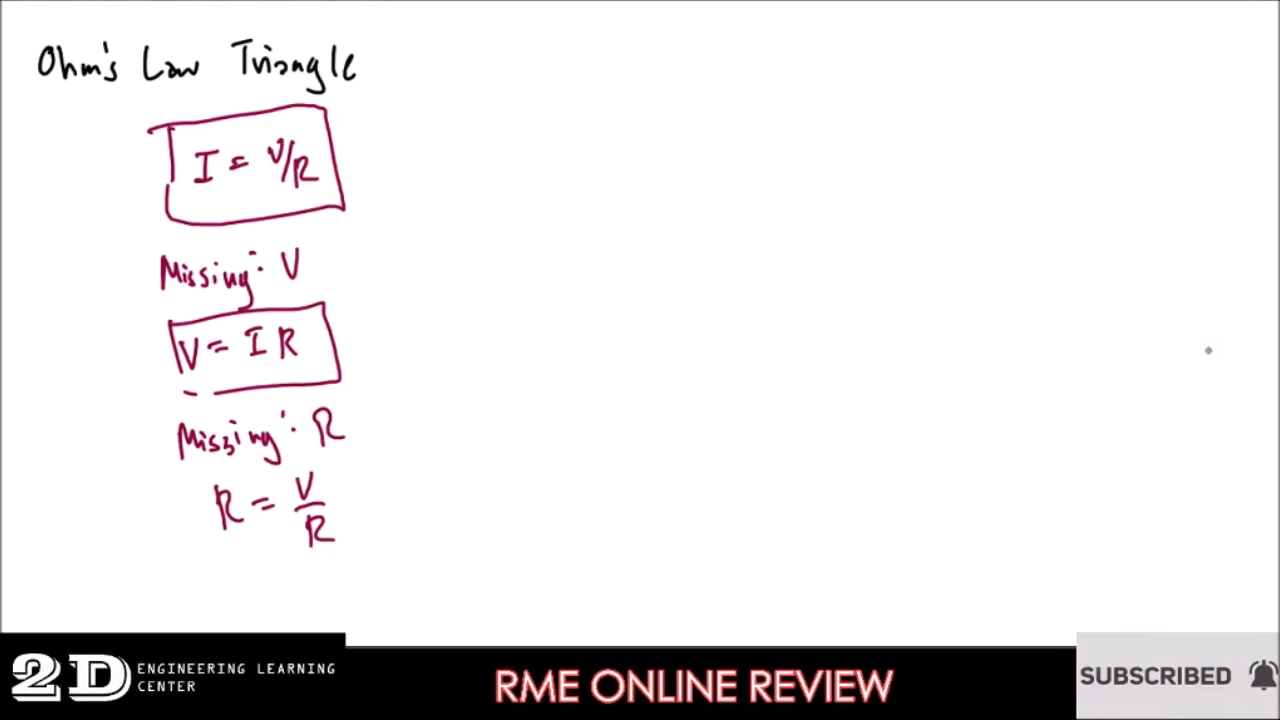 Ohm's Law Triangle
I = V/R
Missing: V
V = I R
Missing: R
R = V/R
2D ENGINEERING LEARNING
CENTER
RME ONLINE REVIEW
SUBSCRIBED